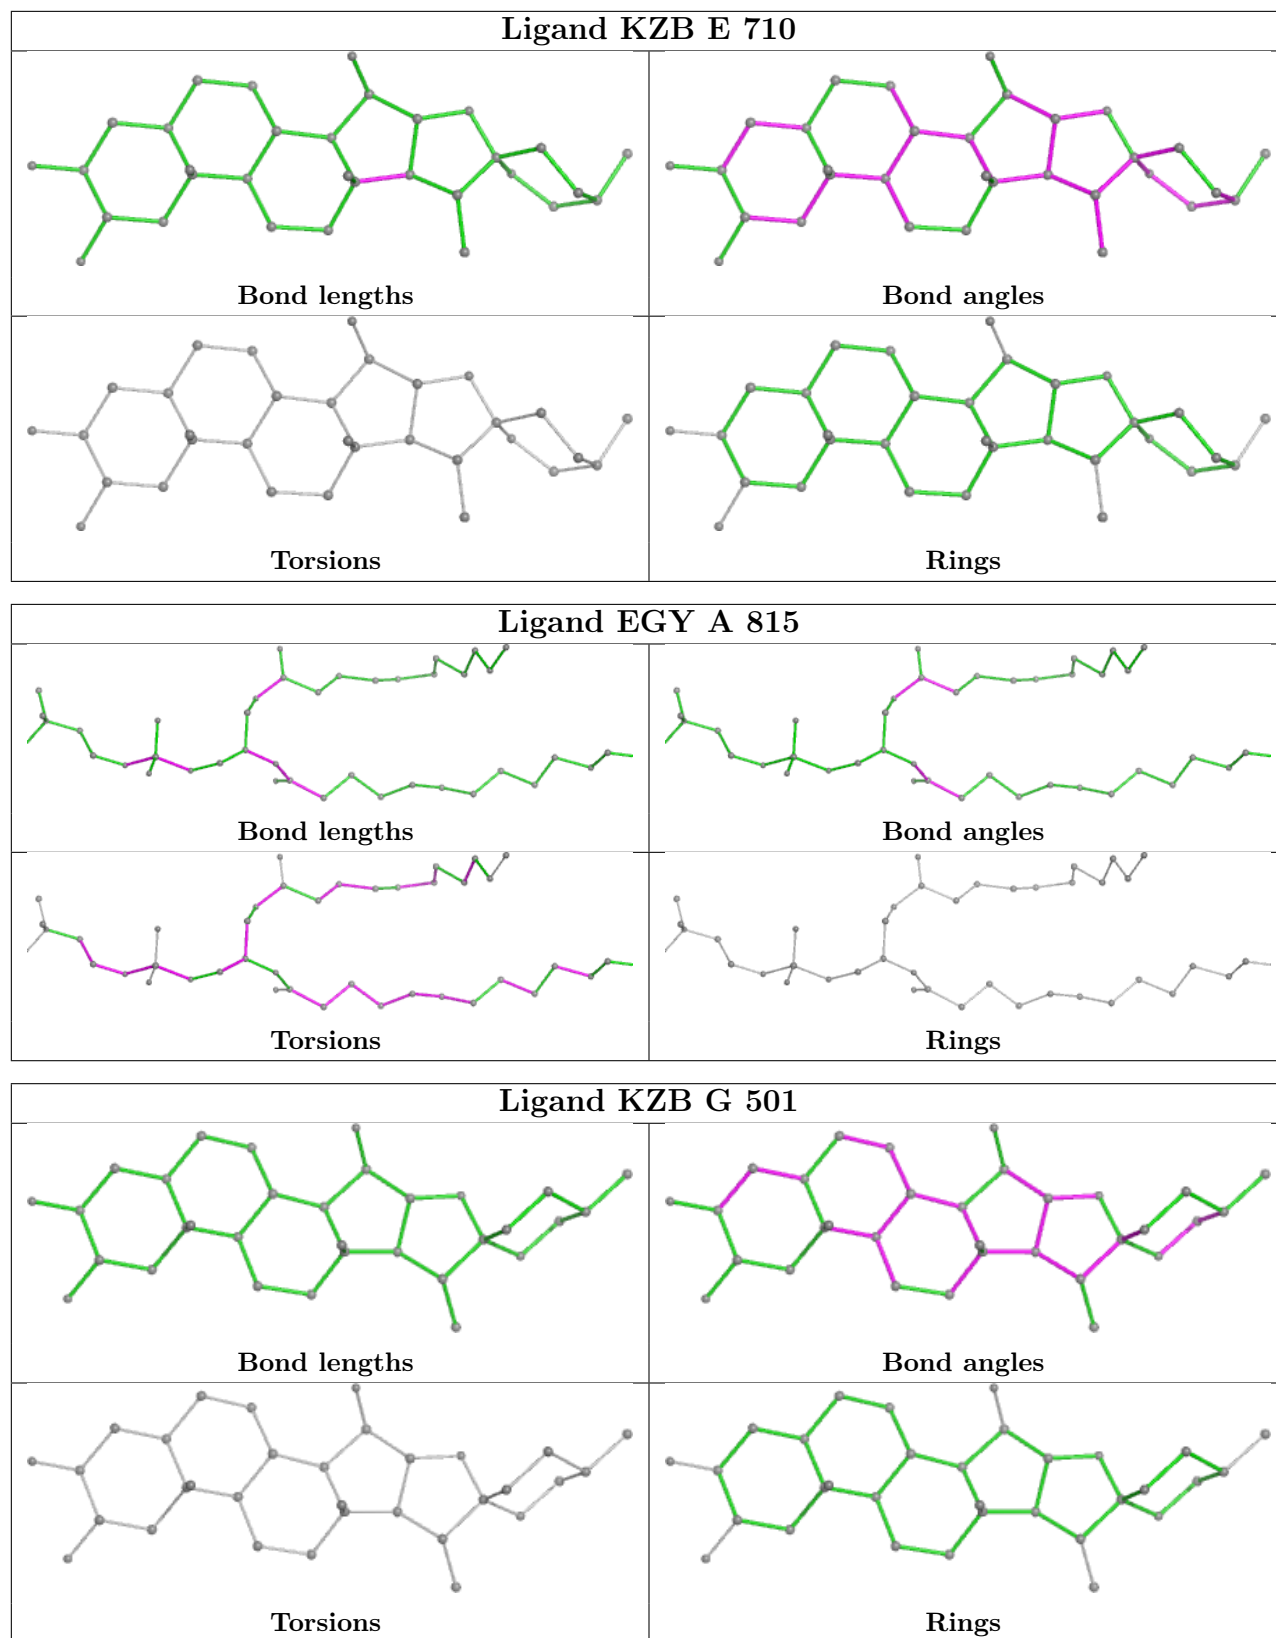 Ligand KZB E 710
Bond lengths
Bond angles
Torsions
Rings
Ligand EGY A 815
Bond lengths
Bond angles
Torsions
Rings
Ligand KZB G 501
Bond lengths
Bond angles
Torsions
Rings